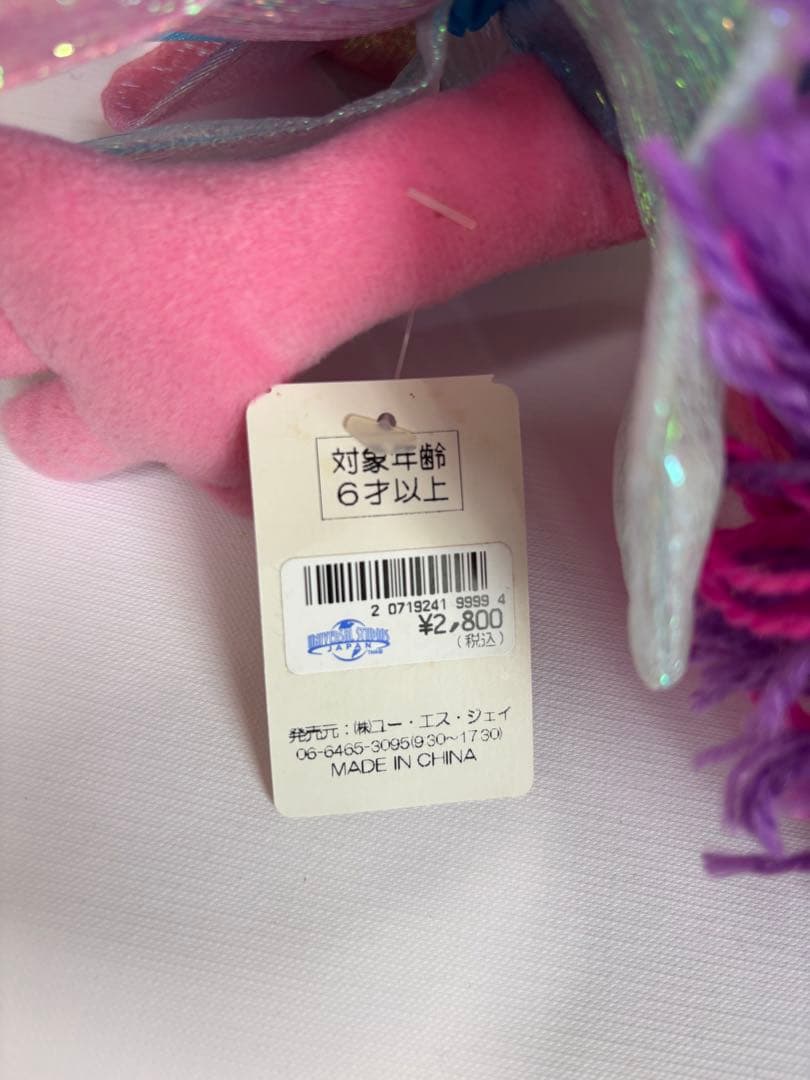 対象年齢
6才以上
2 0719241 9999 4
UNIVERSAL STUDIOS
JAPAN
¥2,800
(税込)
発売元:㈱ユー・エス・ジェイ
06-6465-3095(9:30~17:30)
MADE IN CHINA